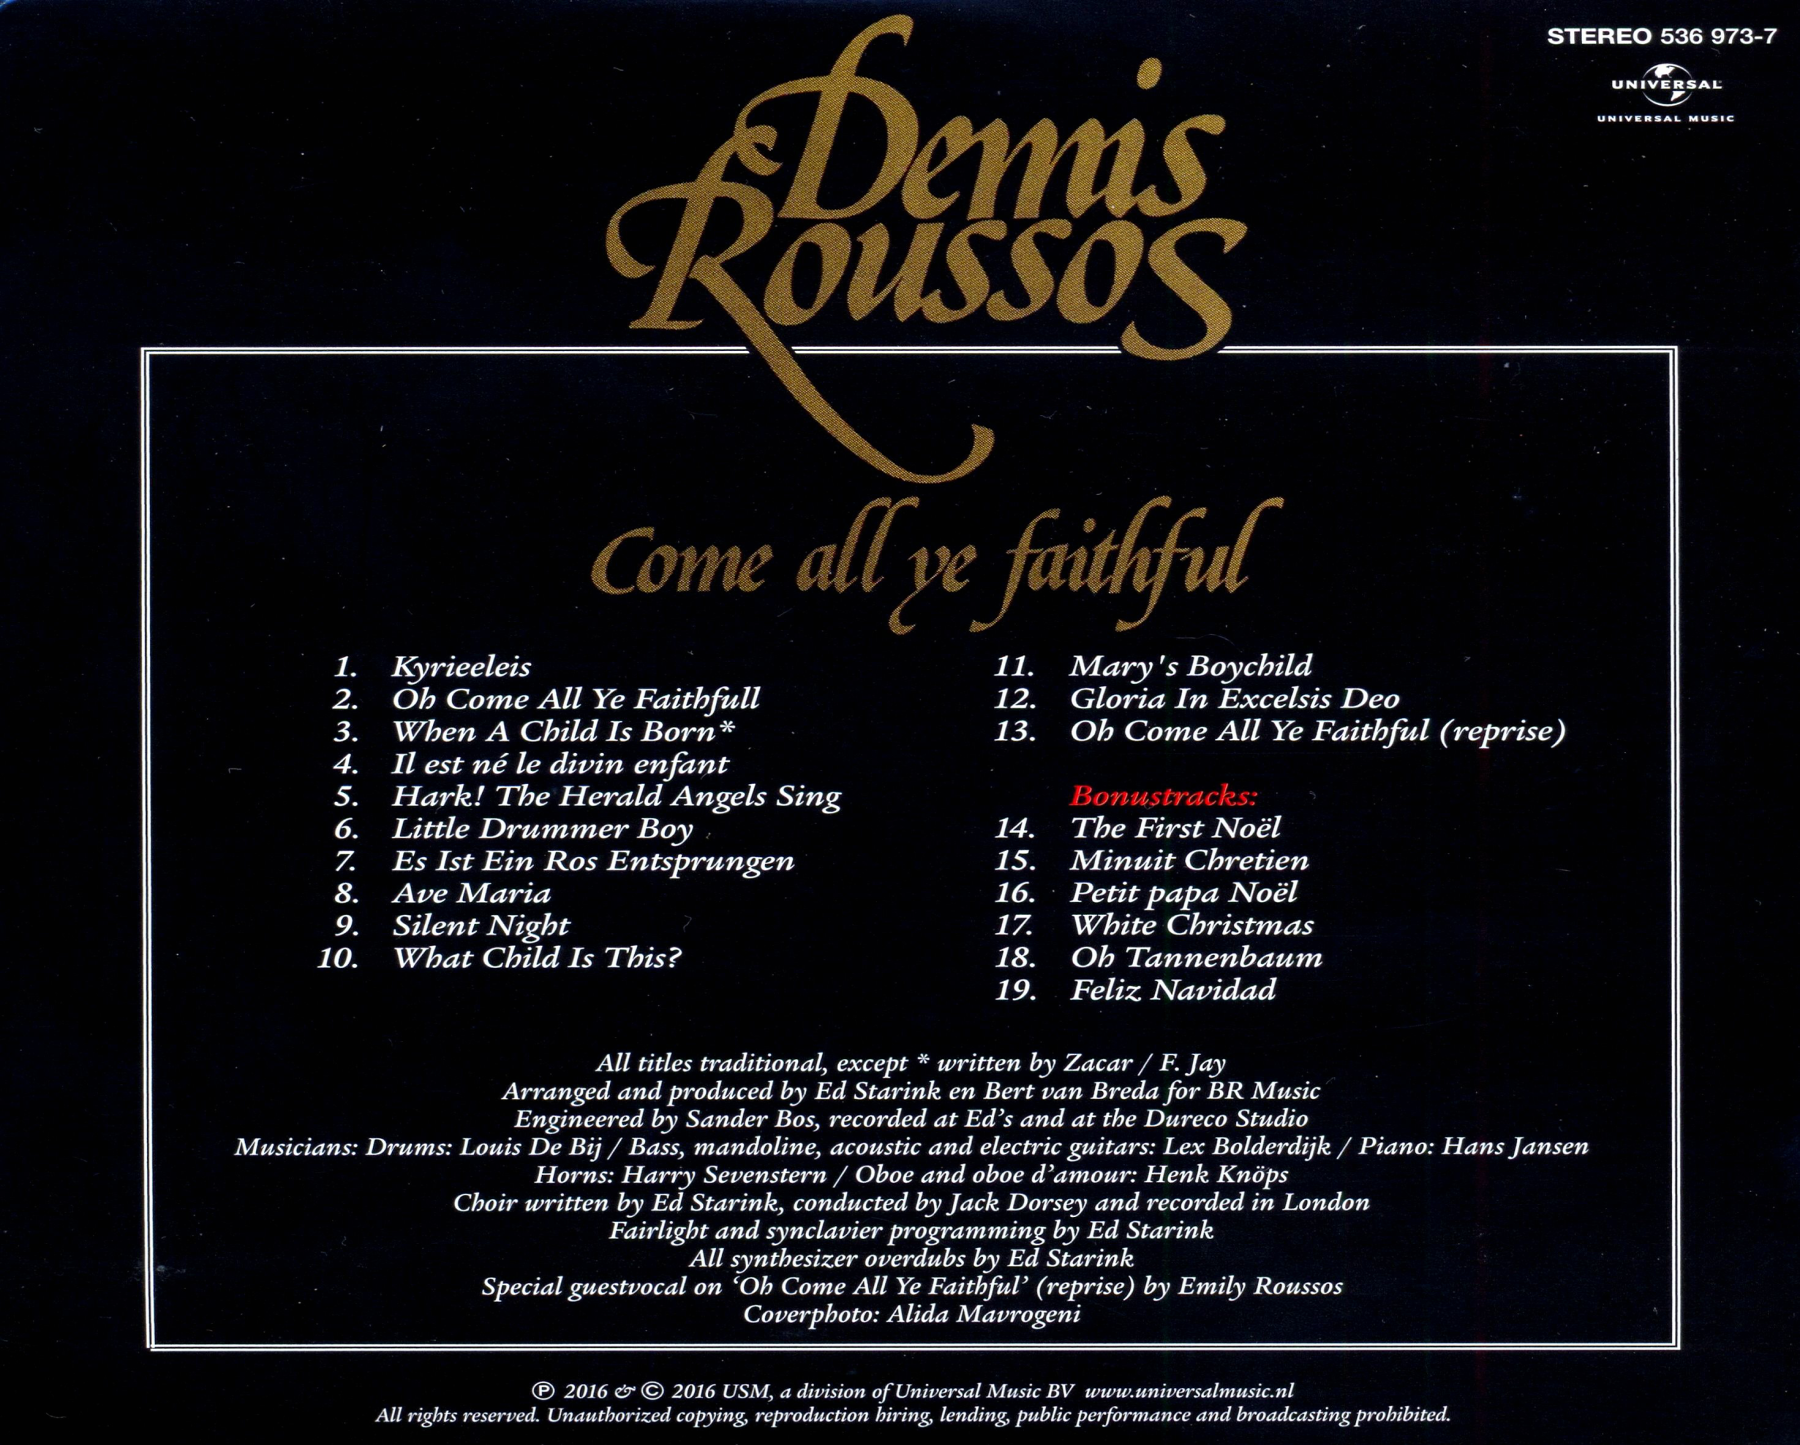 STEREO 536 973-7
UNIVERSAL
UNIVERSAL MUSIC
Demis
Roussos
Come all ye faithful
1. Kyrieeleis
2. Oh Come All Ye Faithfull
3. When A Child Is Born*
4. Il est né le divin enfant
5. Hark! The Herald Angels Sing
6. Little Drummer Boy
7. Es Ist Ein Ros Entsprungen
8. Ave Maria
9. Silent Night
10. What Child Is This?
11. Mary's Boychild
12. Gloria In Excelsis Deo
13. Oh Come All Ye Faithful (reprise)
Bonustracks:
14. The First Noël
15. Minuit Chretien
16. Petit papa Noël
17. White Christmas
18. Oh Tannenbaum
19. Feliz Navidad
All titles traditional, except * written by Zacar / F. Jay
Arranged and produced by Ed Starink en Bert van Breda for BR Music
Engineered by Sander Bos, recorded at Ed's and at the Dureco Studio
Musicians: Drums: Louis De Bij / Bass, mandoline, acoustic and electric guitars: Lex Bolderdijk / Piano: Hans Jansen
Horns: Harry Sevenstern / Oboe and oboe d'amour: Henk Knöps
Choir written by Ed Starink, conducted by Jack Dorsey and recorded in London
Fairlight and synclavier programming by Ed Starink
All synthesizer overdubs by Ed Starink
Special guestvocal on ‘Oh Come All Ye Faithful’ (reprise) by Emily Roussos
Coverphoto: Alida Mavrogeni
℗ 2016 & © 2016 USM, a division of Universal Music BV www.universalmusic.nl
All rights reserved. Unauthorized copying, reproduction hiring, lending, public performance and broadcasting prohibited.